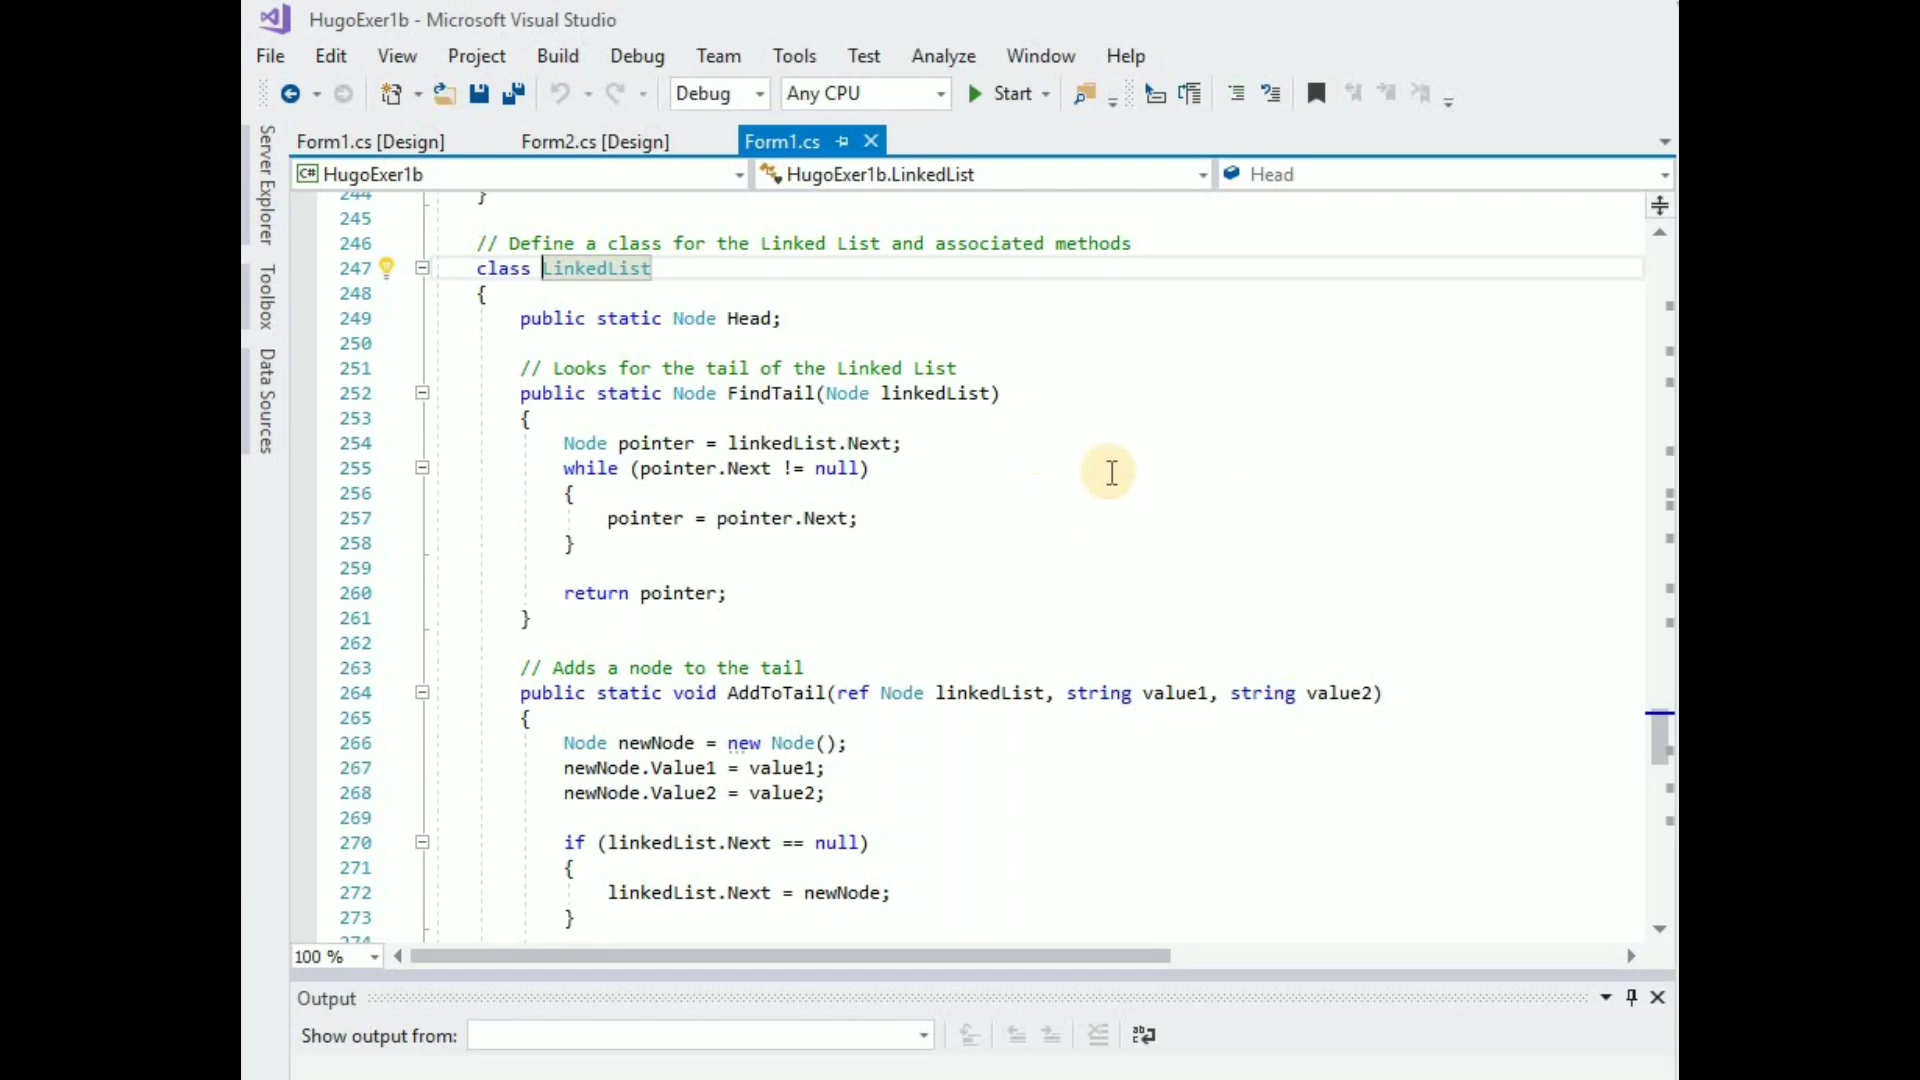 HugoExer1b - Microsoft Visual Studio
File Edit View Project Build Debug Team Tools Test Analyze Window Help
Debug Any CPU Start
Server Explorer
Toolbox
Data Sources
Form1.cs [Design] Form2.cs [Design] Form1.cs
C# HugoExer1b HugoExer1b.LinkedList Head
244 }
245
246 // Define a class for the Linked List and associated methods
247 class LinkedList
248 {
249 public static Node Head;
250
251 // Looks for the tail of the Linked List
252 public static Node FindTail(Node linkedList)
253 {
254 Node pointer = linkedList.Next;
255 while (pointer.Next != null)
256 {
257 pointer = pointer.Next;
258 }
259
260 return pointer;
261 }
262
263 // Adds a node to the tail
264 public static void AddToTail(ref Node linkedList, string value1, string value2)
265 {
266 Node newNode = new Node();
267 newNode.Value1 = value1;
268 newNode.Value2 = value2;
269
270 if (linkedList.Next == null)
271 {
272 linkedList.Next = newNode;
273 }
274
100 %
Output
Show output from: